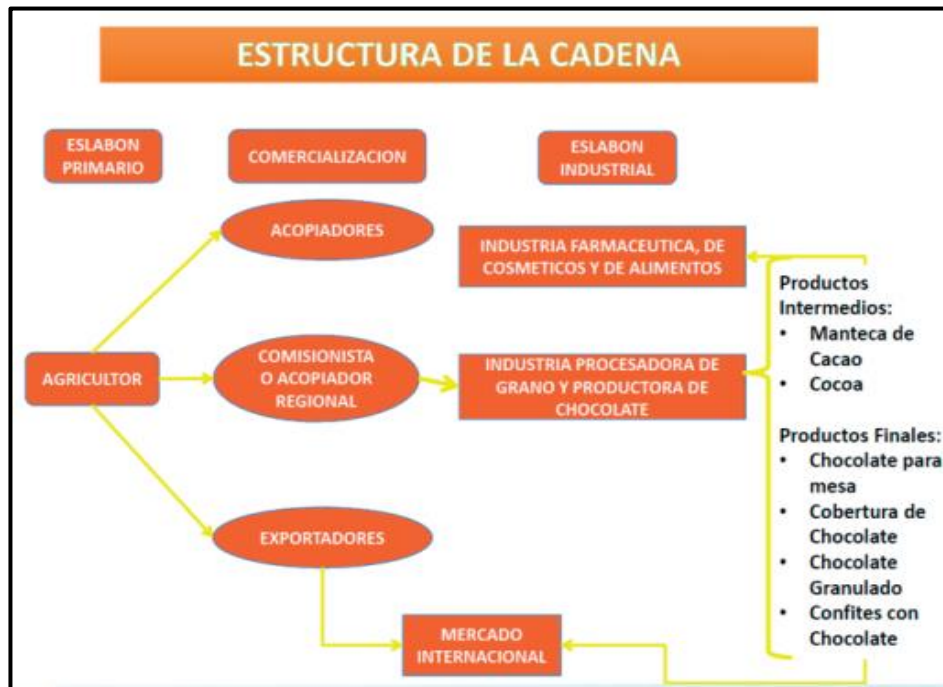 ESTRUCTURA DE LA CADENA
ESLABON
PRIMARIO
COMERCIALIZACION
ESLABON
INDUSTRIAL
ACOPIADORES
INDUSTRIA FARMACEUTICA, DE
COSMETICOS Y DE ALIMENTOS
AGRICULTOR
COMISIONISTA
O ACOPIADOR
REGIONAL
INDUSTRIA PROCESADORA DE
GRANO Y PRODUCTORA DE
CHOCOLATE
Productos
Intermedios:
• Manteca de
Cacao
• Cocoa
Productos Finales:
• Chocolate para
mesa
• Cobertura de
Chocolate
• Chocolate
Granulado
• Confites con
Chocolate
EXPORTADORES
MERCADO
INTERNACIONAL